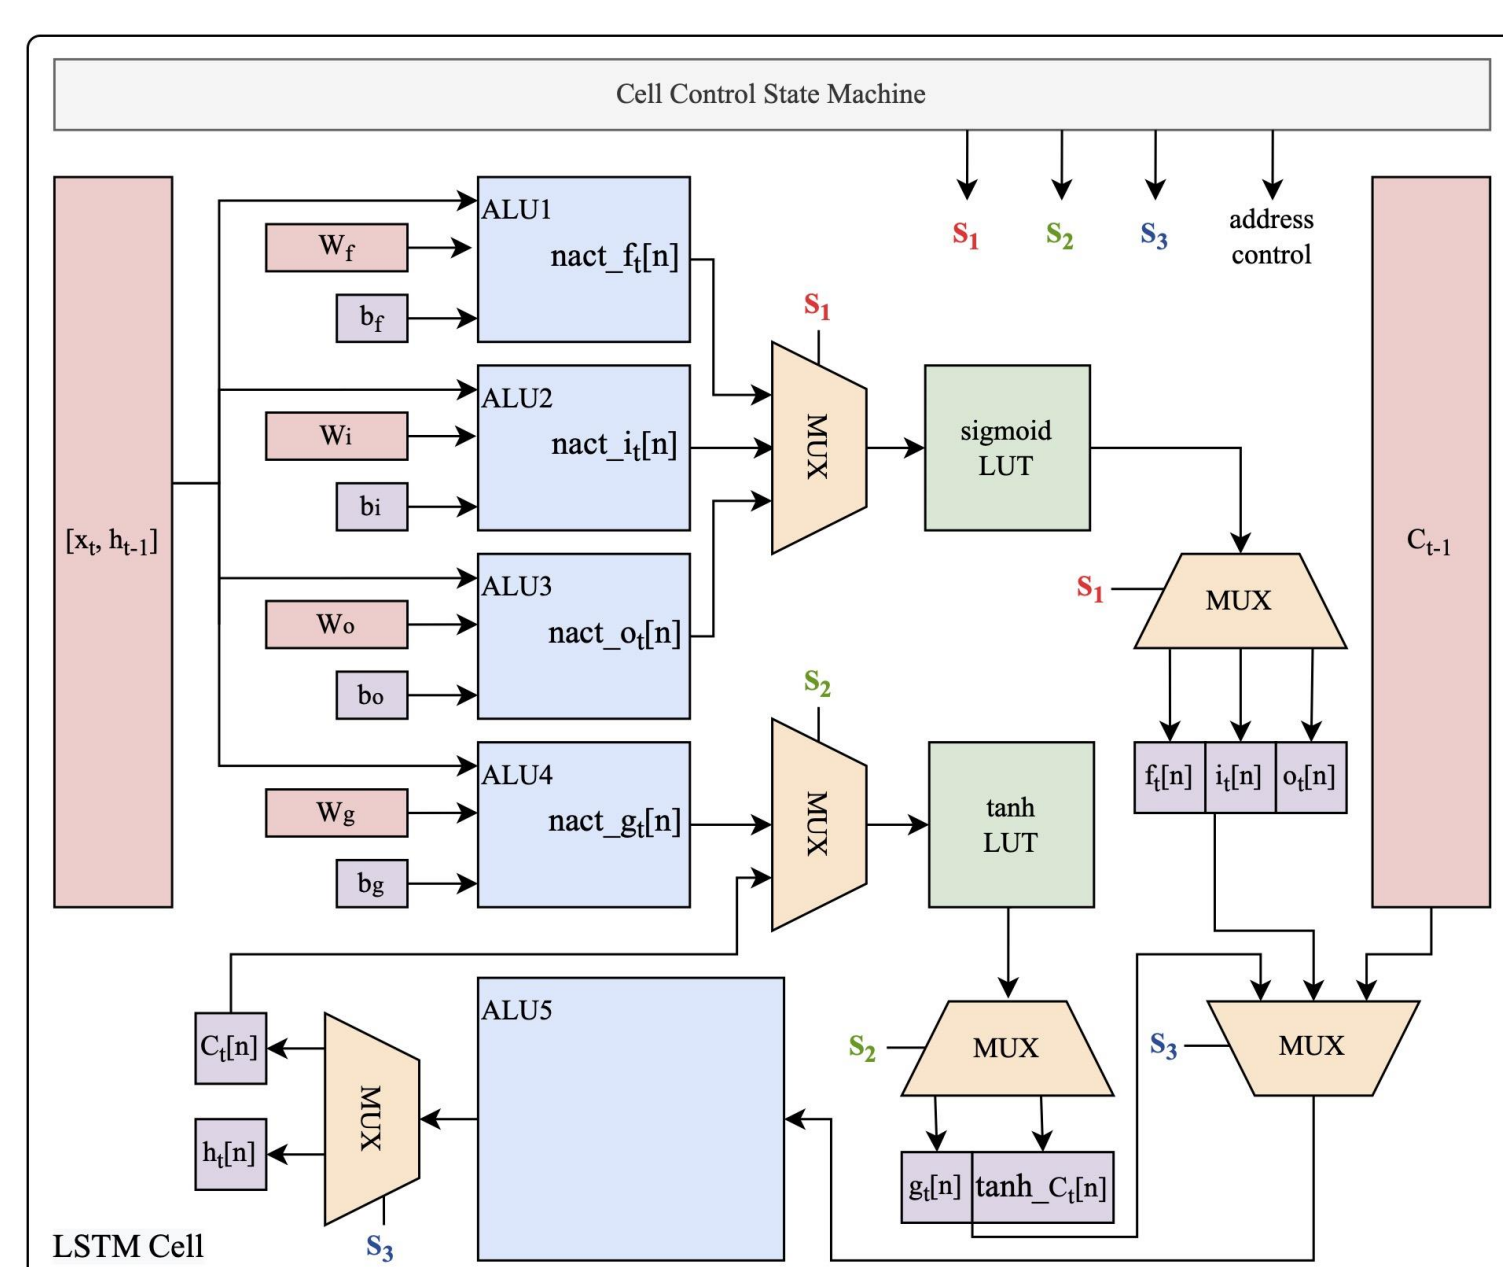 Cell Control State Machine
S₁
S₂
S₃
address
control
[xₜ, hₜ₋₁]
W_f
b_f
ALU1
nact_fₜ[n]
Wi
bi
ALU2
nact_iₜ[n]
Wo
bo
ALU3
nact_oₜ[n]
Wg
bg
ALU4
nact_gₜ[n]
S₁
MUX
sigmoid
LUT
S₁
MUX
fₜ[n]
iₜ[n]
oₜ[n]
Cₜ₋₁
S₂
MUX
tanh
LUT
S₂
MUX
gₜ[n]
tanh_Cₜ[n]
S₃
MUX
ALU5
MUX
S₃
Cₜ[n]
hₜ[n]
LSTM Cell